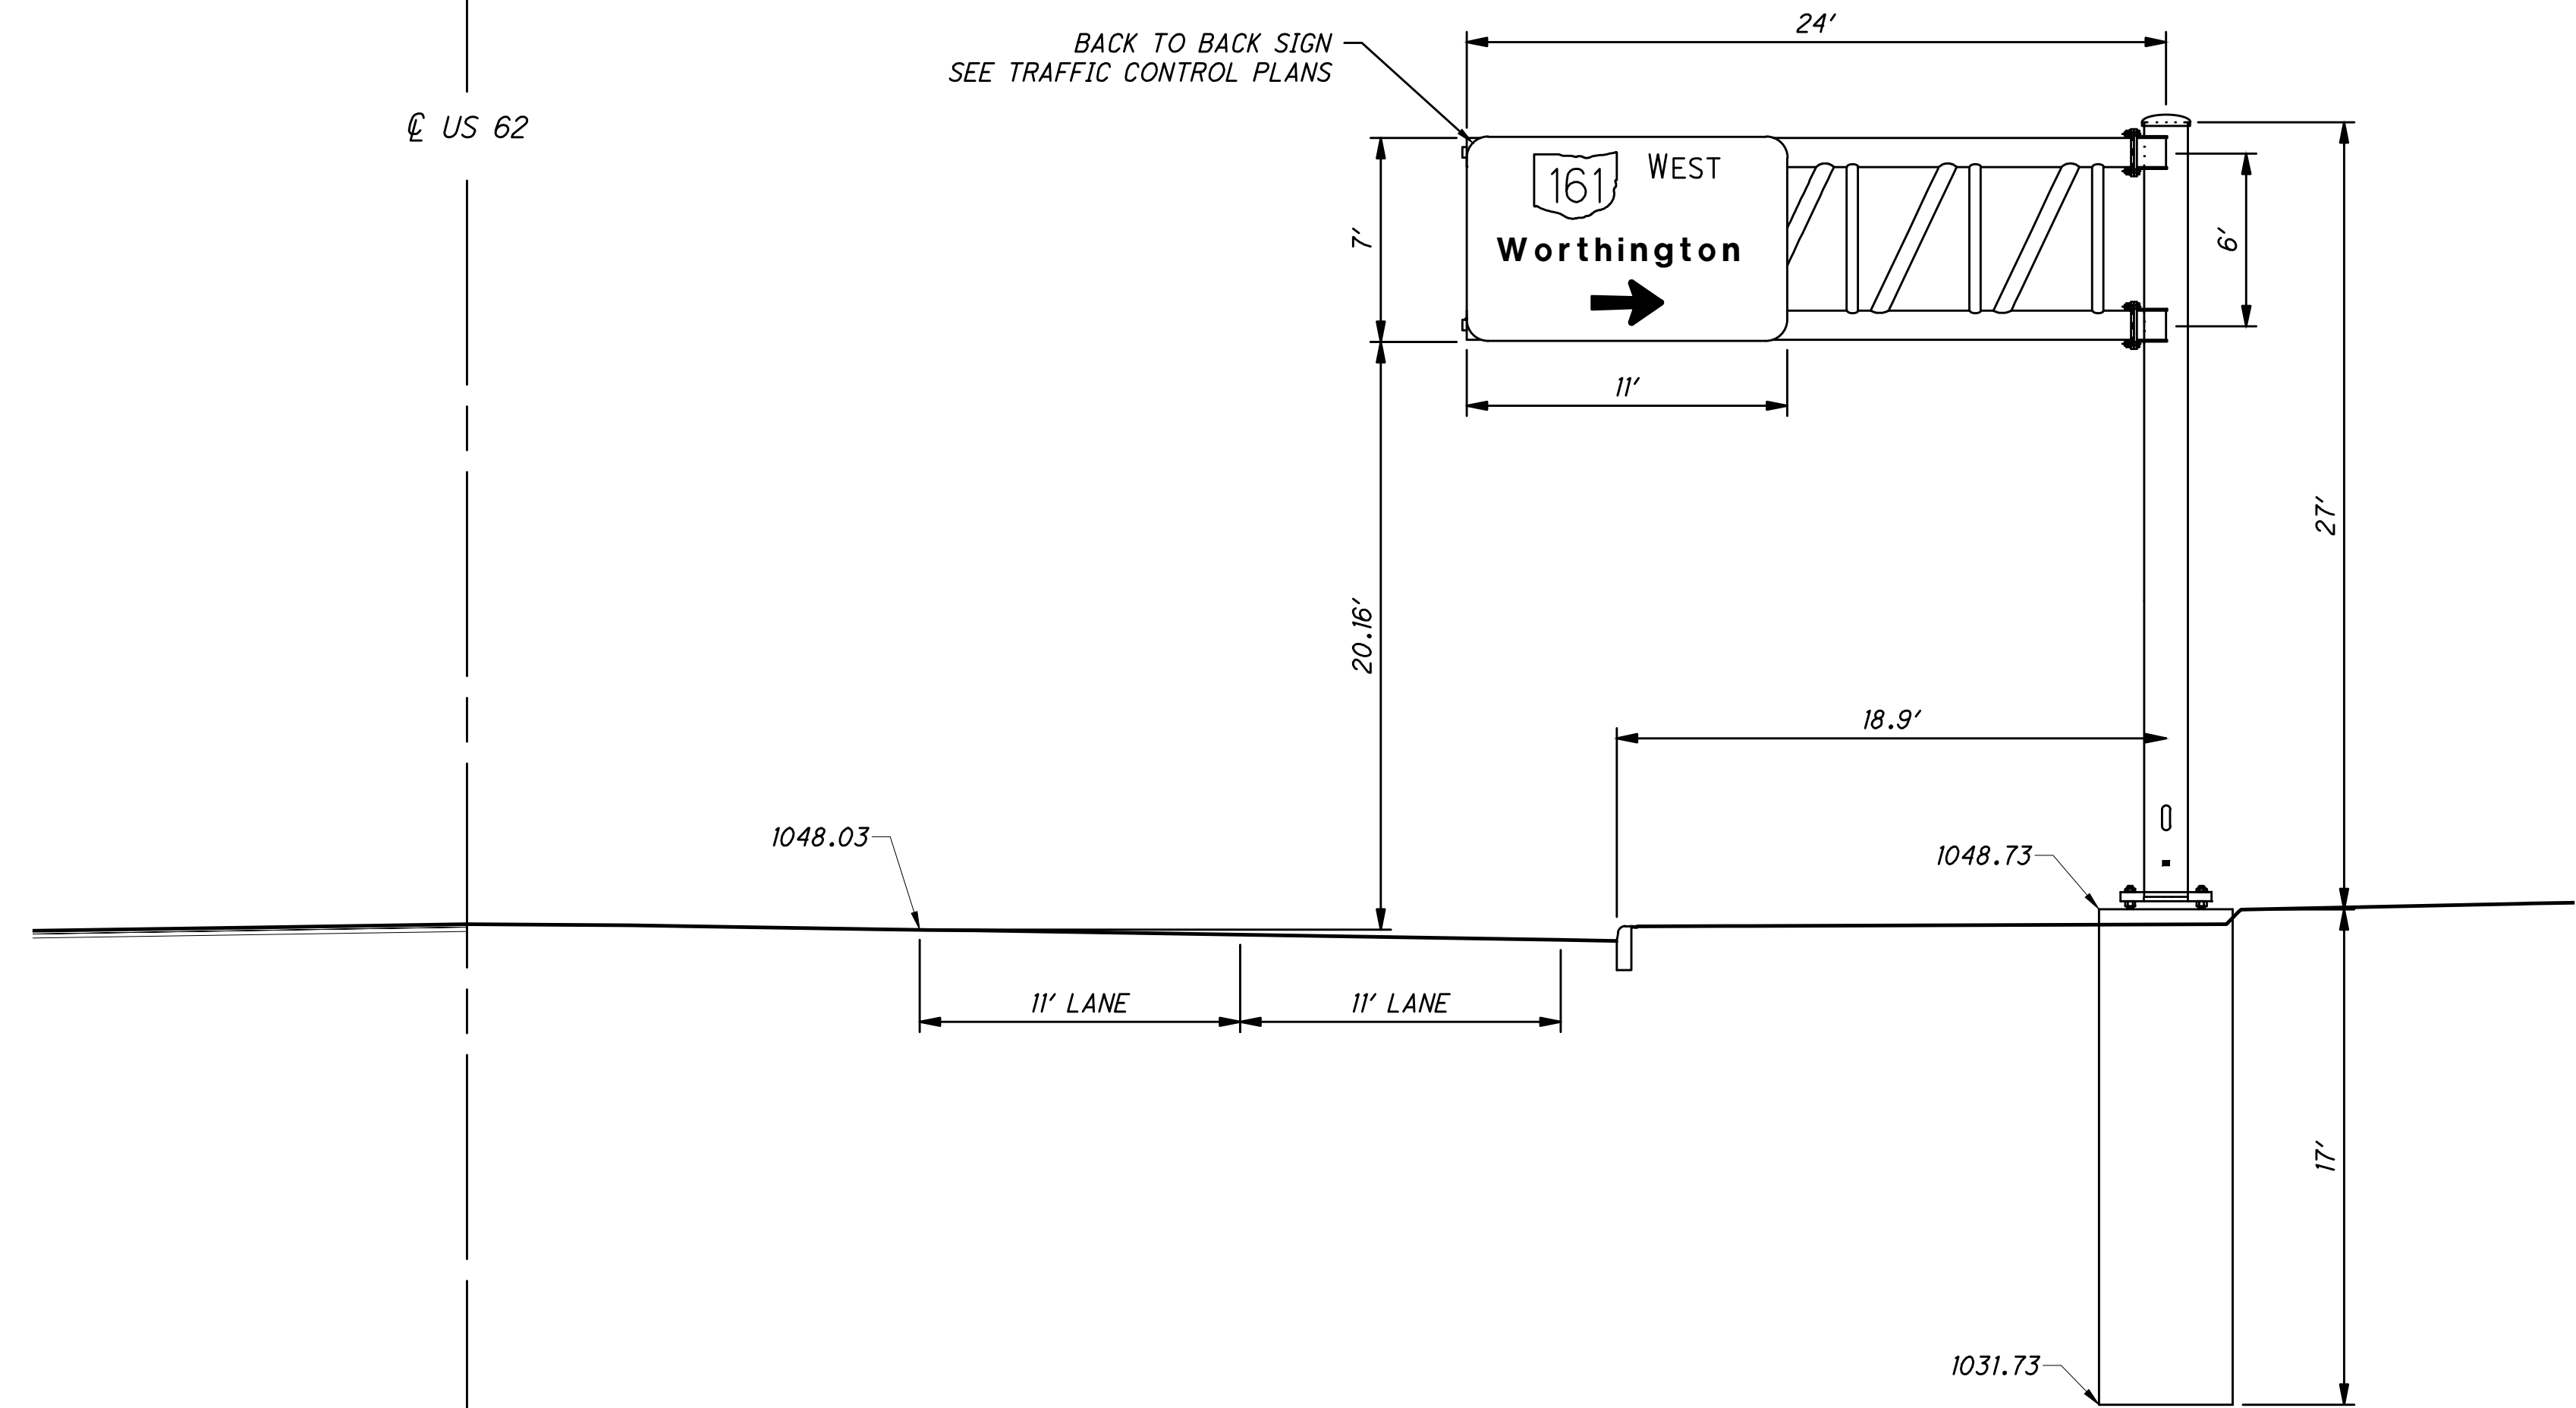 24'
BACK TO BACK SIGN
SEE TRAFFIC CONTROL PLANS
℄ US 62
161 WEST
Worthington
7'
6'
11'
27'
20.16'
18.9'
1048.03
1048.73
11' LANE
11' LANE
17'
1031.73